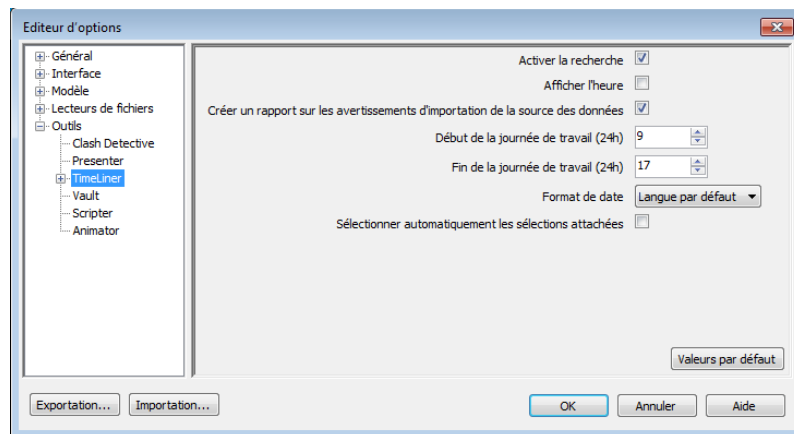 Editeur d'options
Général
Interface
Modèle
Lecteurs de fichiers
Outils
Clash Detective
Presenter
TimeLiner
Vault
Scripter
Animator
Activer la recherche
Afficher l'heure
Créer un rapport sur les avertissements d'importation de la source des données
Début de la journée de travail (24h) 9
Fin de la journée de travail (24h) 17
Format de date Langue par défaut
Sélectionner automatiquement les sélections attachées
Valeurs par défaut
Exportation... Importation... OK Annuler Aide